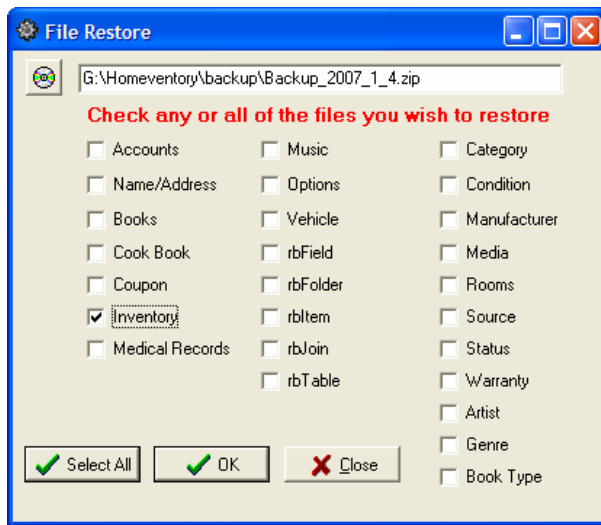 File Restore
G:\Homeventory\backup\Backup_2007_1_4.zip
Check any or all of the files you wish to restore
Accounts Music Category
Name/Address Options Condition
Books Vehicle Manufacturer
Cook Book rbField Media
Coupon rbFolder Rooms
Inventory rbItem Source
Medical Records rbJoin Status
rbTable Warranty
Artist
Genre
Select All OK Close
Book Type